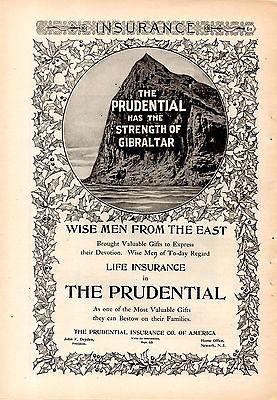 INSURANCE
THE
PRUDENTIAL
HAS THE
STRENGTH OF
GIBRALTAR
WISE MEN FROM THE EAST
Brought Valuable Gifts to Express
their Devotion. Wise Men of To-day Regard
LIFE INSURANCE
in
THE PRUDENTIAL
As one of the Most Valuable Gifts
they can Bestow on their Families.
THE PRUDENTIAL INSURANCE CO. OF AMERICA
John F. Dryden,
President.
Home Office,
Newark, N.J.